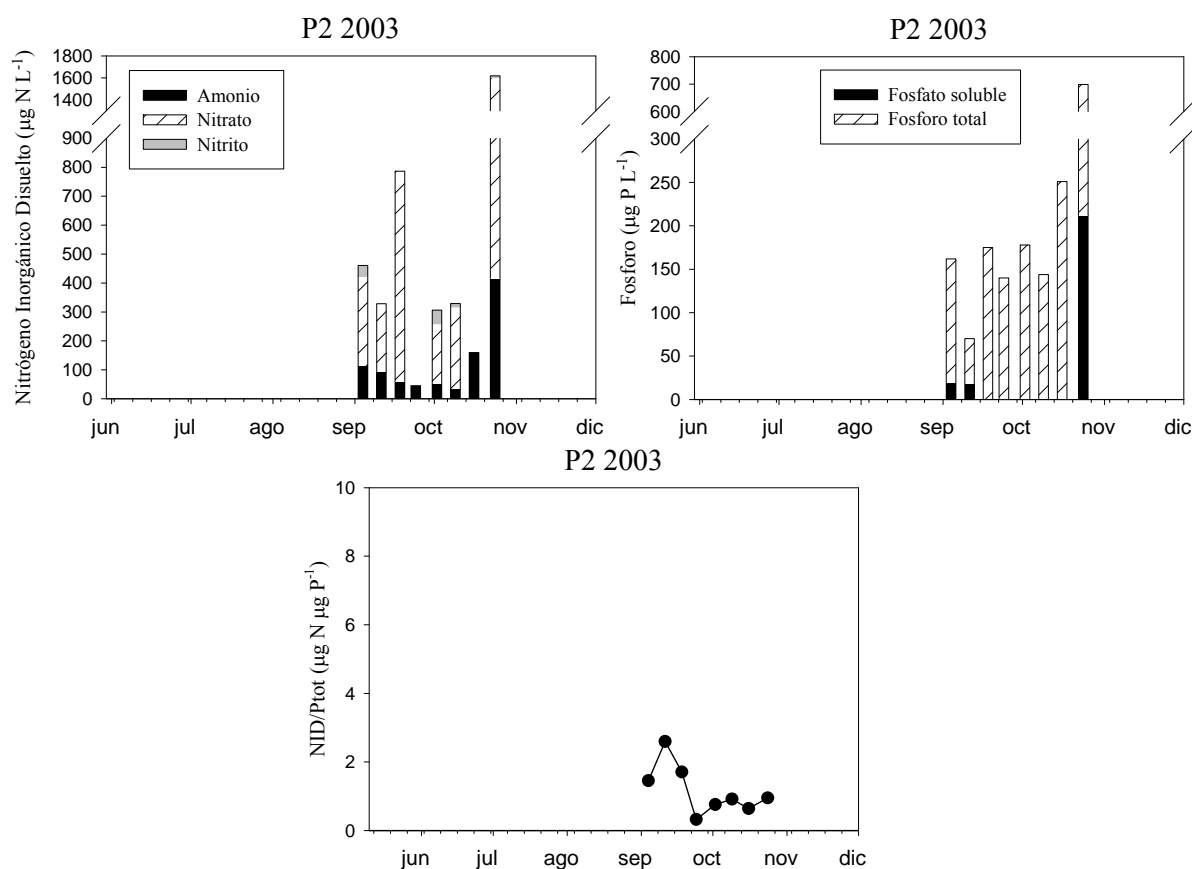 P2 2003
Nitrógeno Inorgánico Disuelto (µg N L-1)
1800
1600
1400
900
800
700
600
500
400
300
200
100
0
Amonio
Nitrato
Nitrito
jun jul ago sep oct nov dic
P2 2003
Fosforo (µg P L-1)
800
700
600
300
250
200
150
100
50
0
Fosfato soluble
Fosforo total
jun jul ago sep oct nov dic
P2 2003
NID/Ptot (µg N µg P-1)
10
8
6
4
2
0
jun jul ago sep oct nov dic